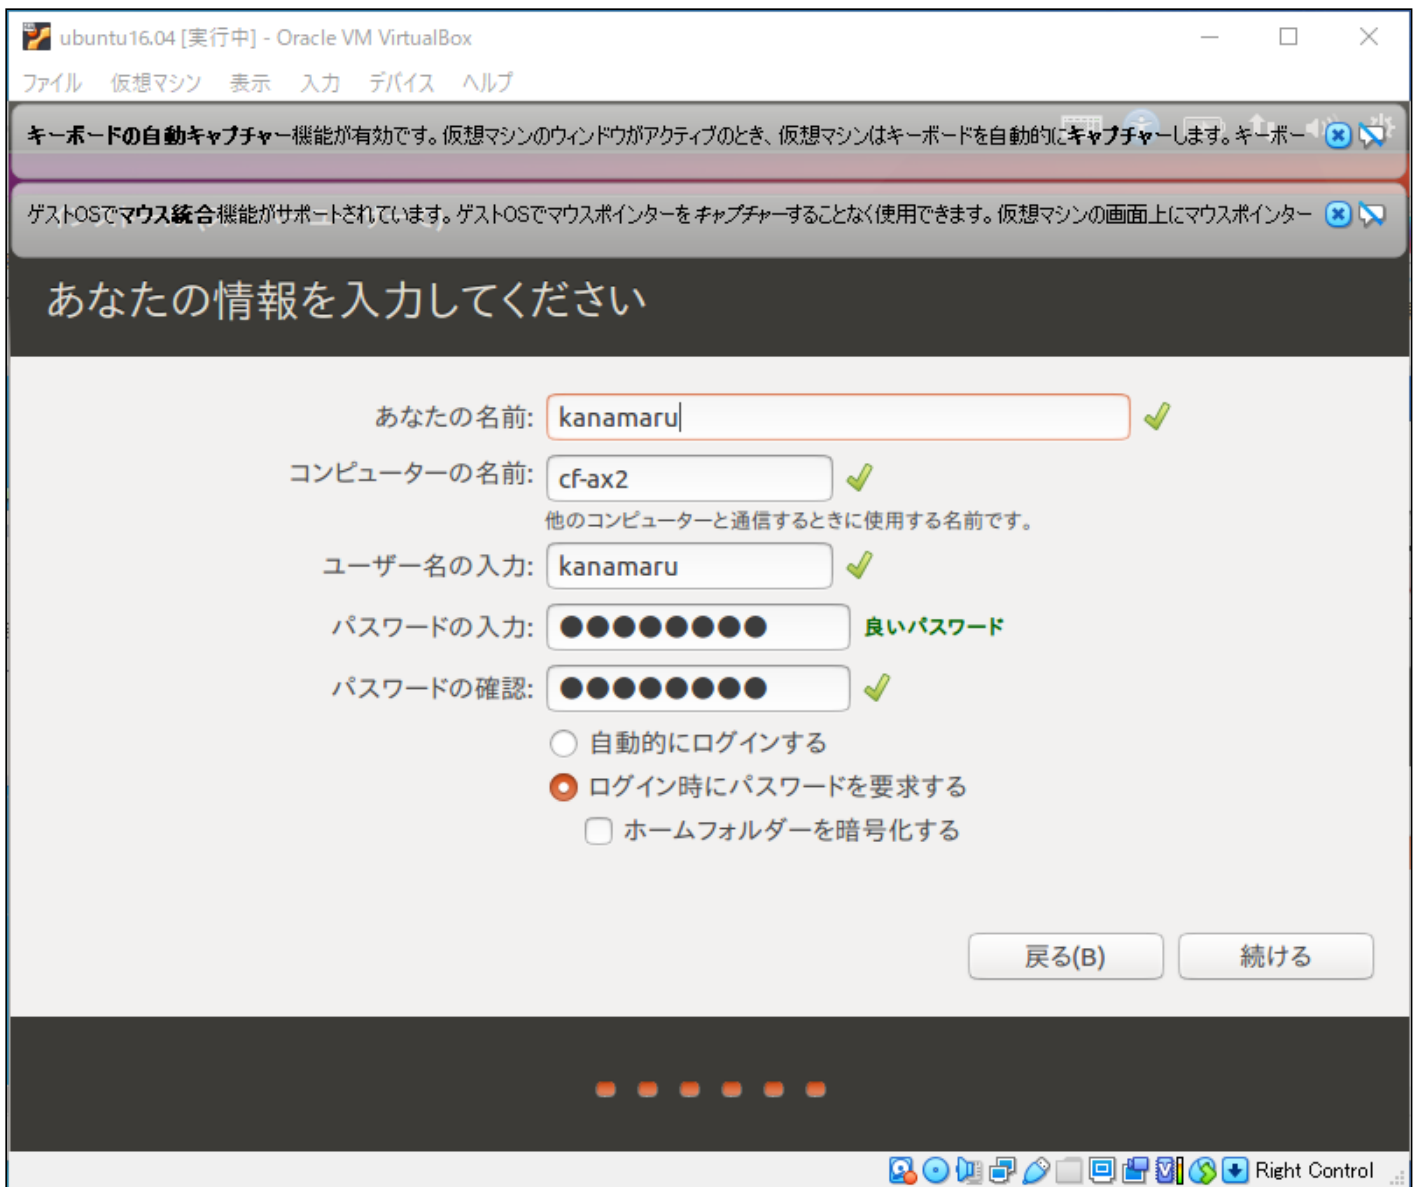 ubuntu16.04 [実行中] - Oracle VM VirtualBox
ファイル 仮想マシン 表示 入力 デバイス ヘルプ
キーボードの自動キャプチャー機能が有効です。仮想マシンのウィンドウがアクティブのとき、仮想マシンはキーボードを自動的にキャプチャーします。キーボー
ゲストOSでマウス統合機能がサポートされています。ゲストOSでマウスポインターをキャプチャーすることなく使用できます。仮想マシンの画面上にマウスポインター
あなたの情報を入力してください
あなたの名前: kanamaru
コンピューターの名前: cf-ax2
他のコンピューターと通信するときに使用する名前です。
ユーザー名の入力: kanamaru
パスワードの入力: ●●●●●●●● 良いパスワード
パスワードの確認: ●●●●●●●●
自動的にログインする
ログイン時にパスワードを要求する
ホームフォルダーを暗号化する
戻る(B) 続ける
Right Control